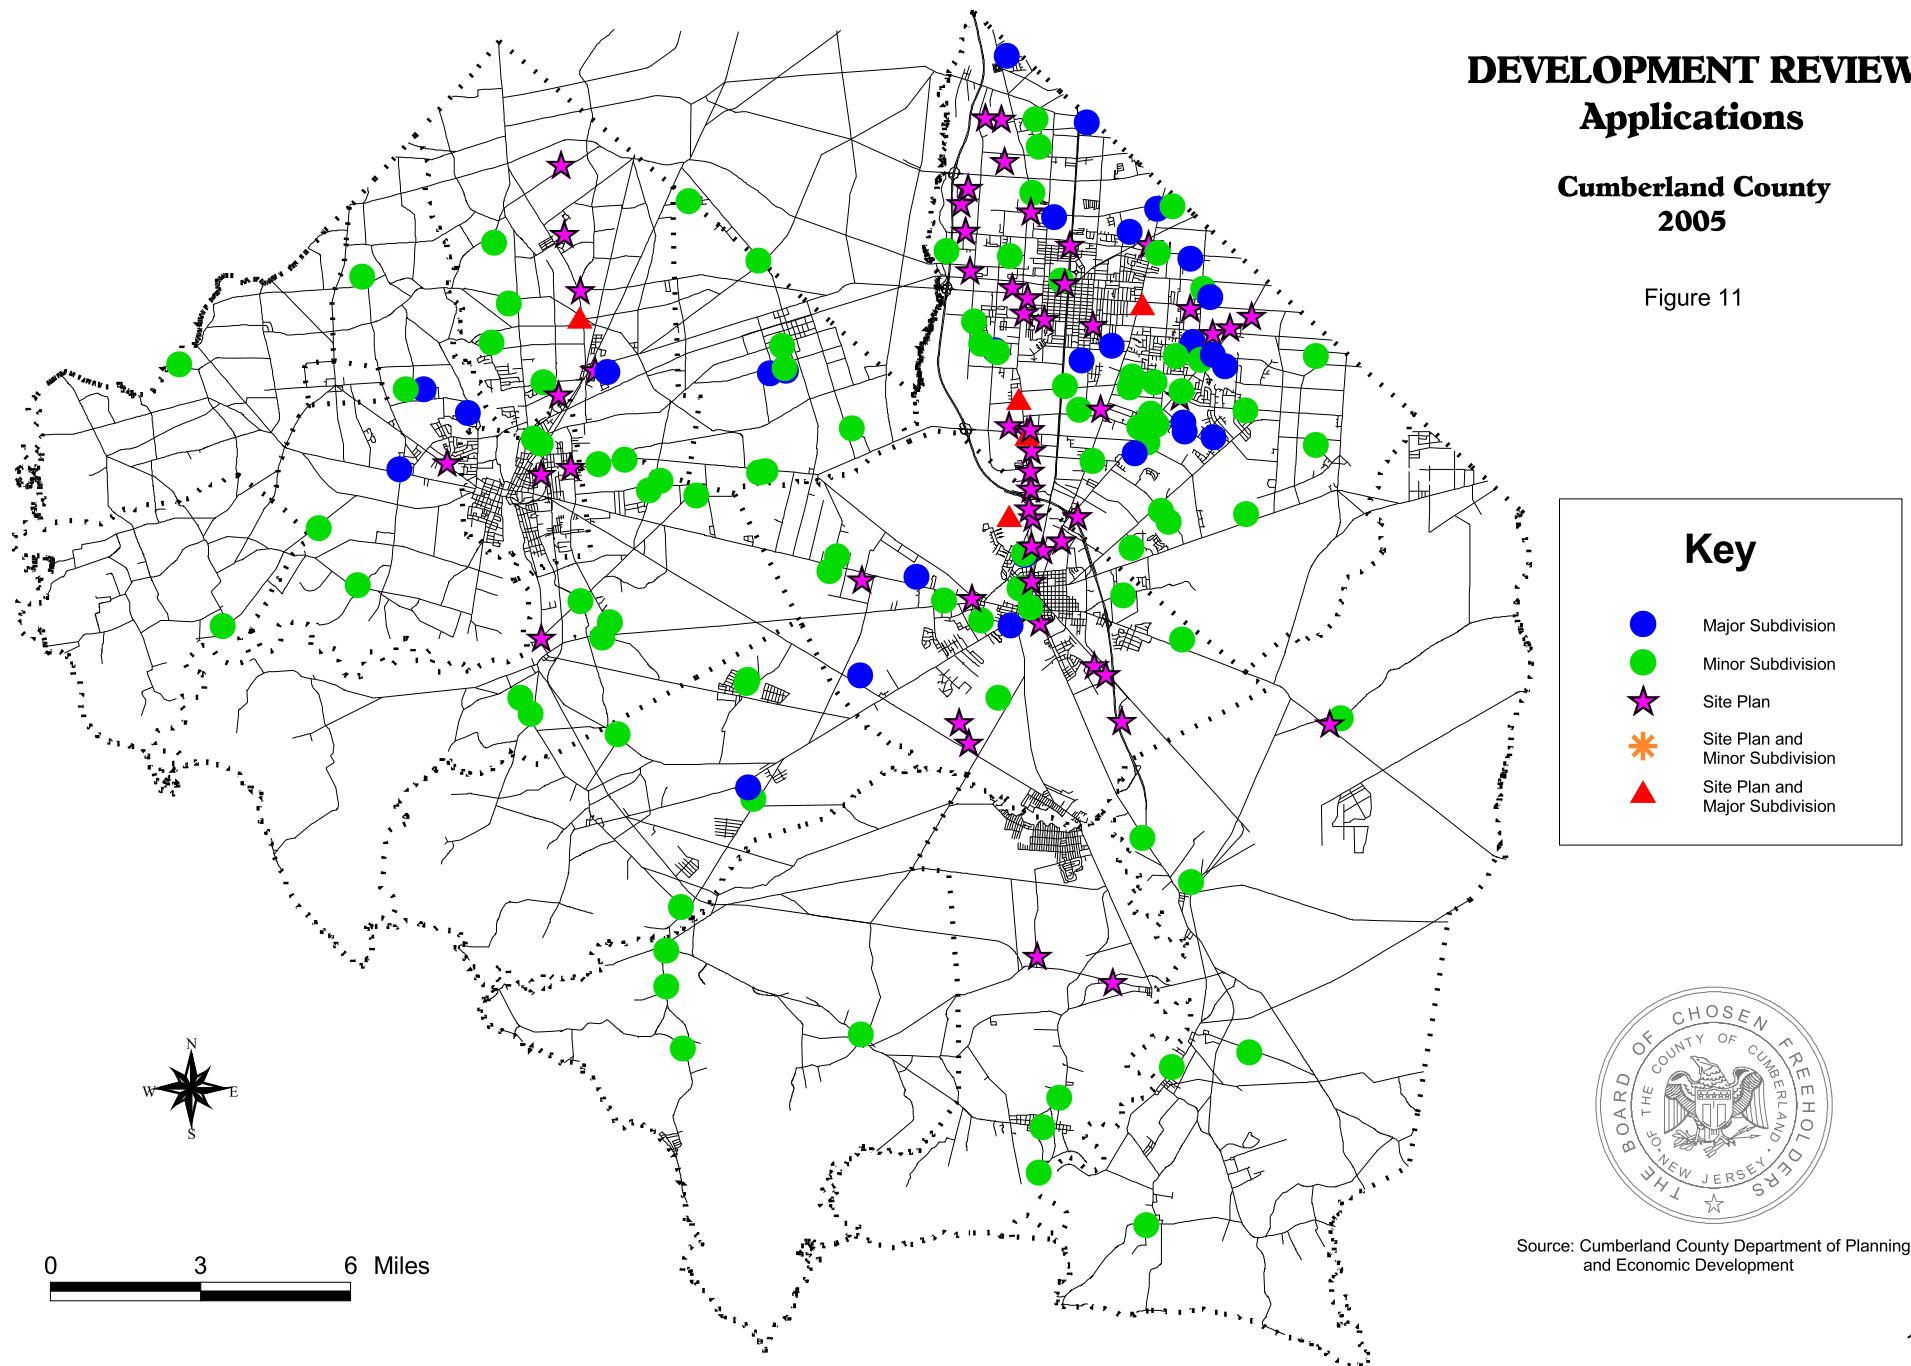 DEVELOPMENT REVIEW
Applications
Cumberland County
2005
Figure 11
Key
Major Subdivision
Minor Subdivision
Site Plan
Site Plan and
Minor Subdivision
Site Plan and
Major Subdivision
N
W E
S
0 3 6 Miles
THE BOARD OF CHOSEN FREEHOLDERS
OF THE COUNTY OF CUMBERLAND
NEW JERSEY
Source: Cumberland County Department of Planning
and Economic Development